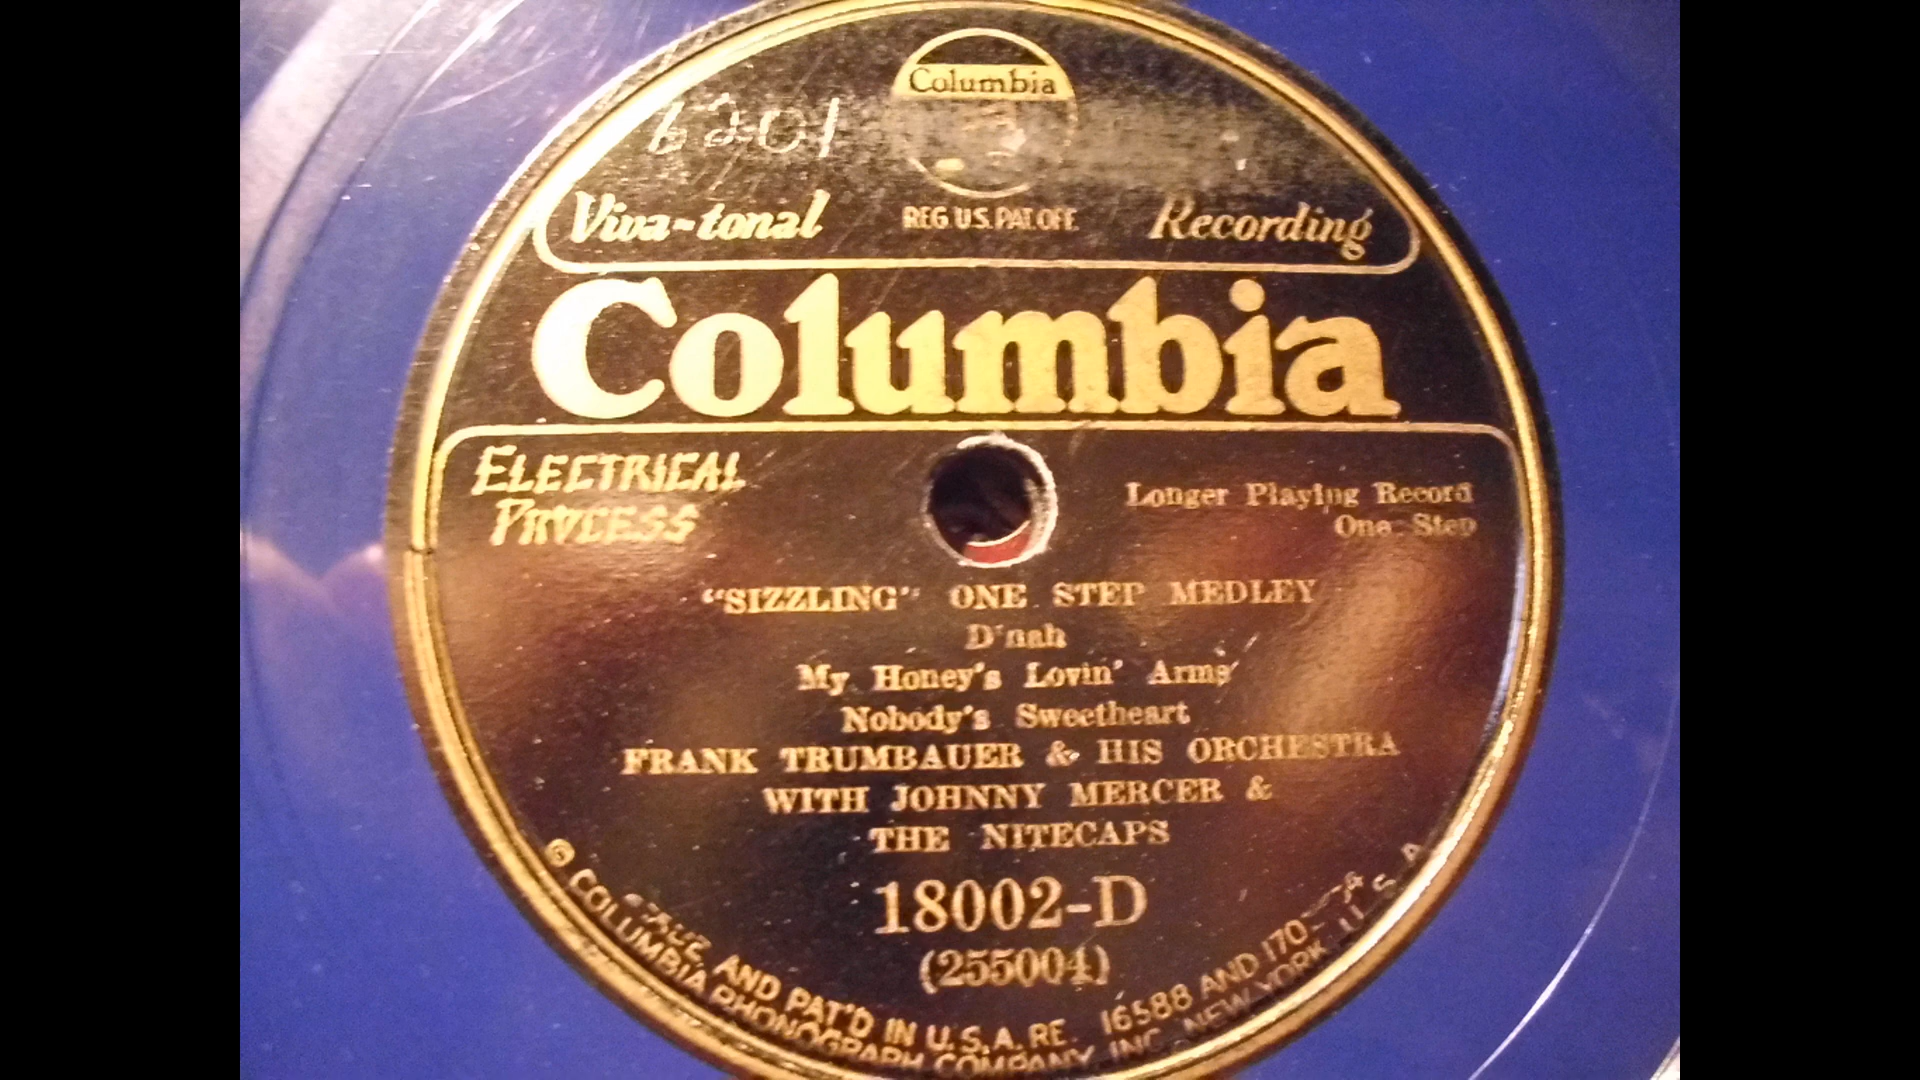 Columbia
6201
Viva-tonal REG. U.S. PAT. OFF. Recording
Columbia
ELECTRICAL
PROCESS
Longer Playing Record
One Step
"SIZZLING" ONE STEP MEDLEY
D'nah
My Honey's Lovin' Arms
Nobody's Sweetheart
FRANK TRUMBAUER & HIS ORCHESTRA
WITH JOHNNY MERCER &
THE NITECAPS
18002-D
(255004)
AND PAT'D IN U.S.A. RE. 16588 AND
COLUMBIA PHONOGRAPH COMPANY, INC. NEW YORK U.S.A.